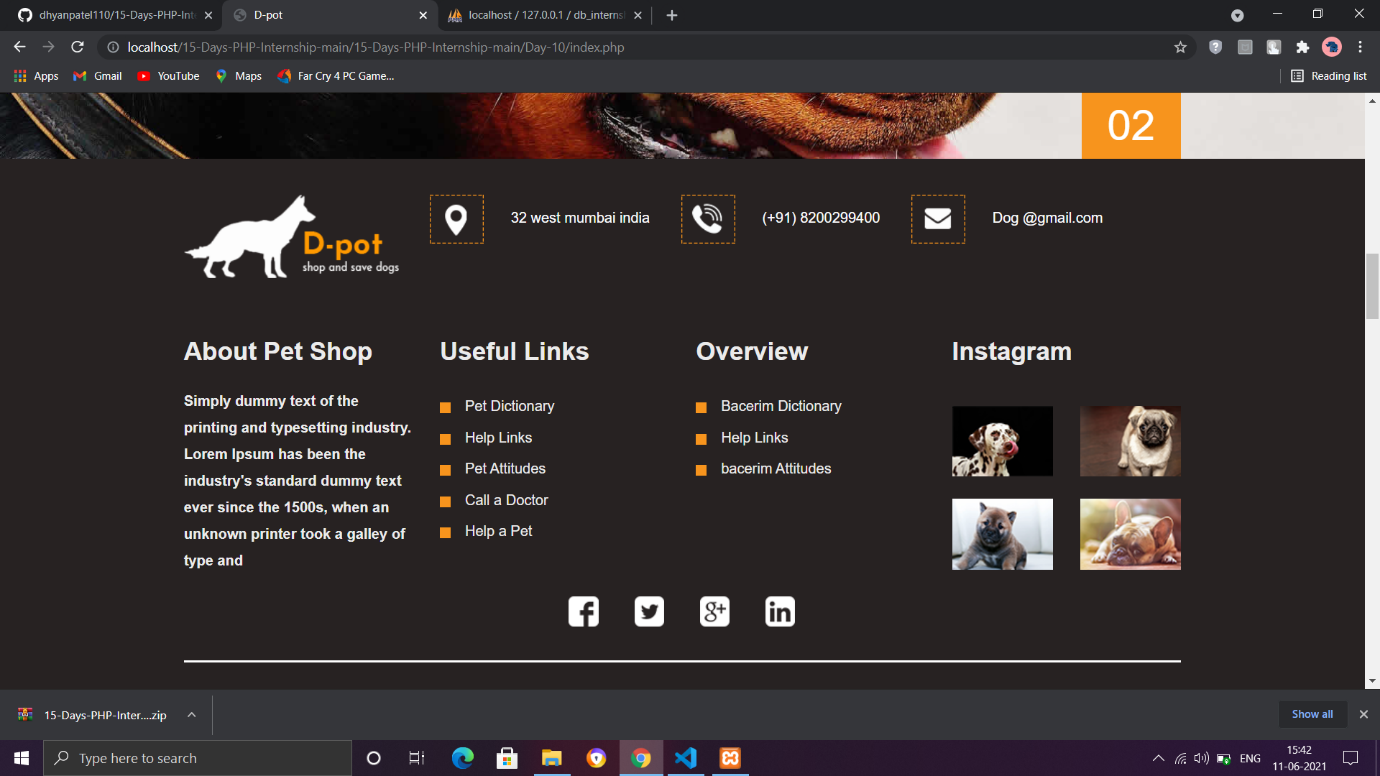 dhyanpatel110/15-Days-PHP-Int
D-pot
localhost / 127.0.0.1 / db_interns
localhost/15-Days-PHP-Internship-main/15-Days-PHP-Internship-main/Day-10/index.php
Apps
Gmail
YouTube
Maps
Far Cry 4 PC Game...
Reading list
02
D-pot
shop and save dogs
32 west mumbai india
(+91) 8200299400
Dog @gmail.com
About Pet Shop
Simply dummy text of the
printing and typesetting industry.
Lorem Ipsum has been the
industry's standard dummy text
ever since the 1500s, when an
unknown printer took a galley of
type and
Useful Links
Pet Dictionary
Help Links
Pet Attitudes
Call a Doctor
Help a Pet
Overview
Bacerim Dictionary
Help Links
bacerim Attitudes
Instagram
15-Days-PHP-Inter....zip
Show all
Type here to search
ENG
15:42
11-06-2021